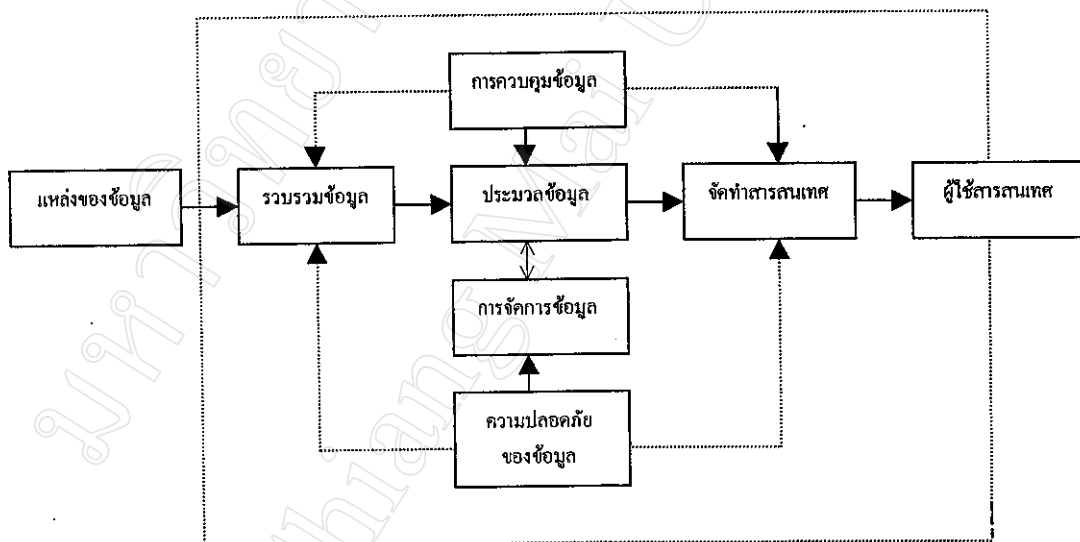 การควบคุมข้อมูล
แหล่งของข้อมูล
รวบรวมข้อมูล
ประมวลข้อมูล
จัดทำสารสนเทศ
ผู้ใช้สารสนเทศ
การจัดการข้อมูล
ความปลอดภัย
ของข้อมูล